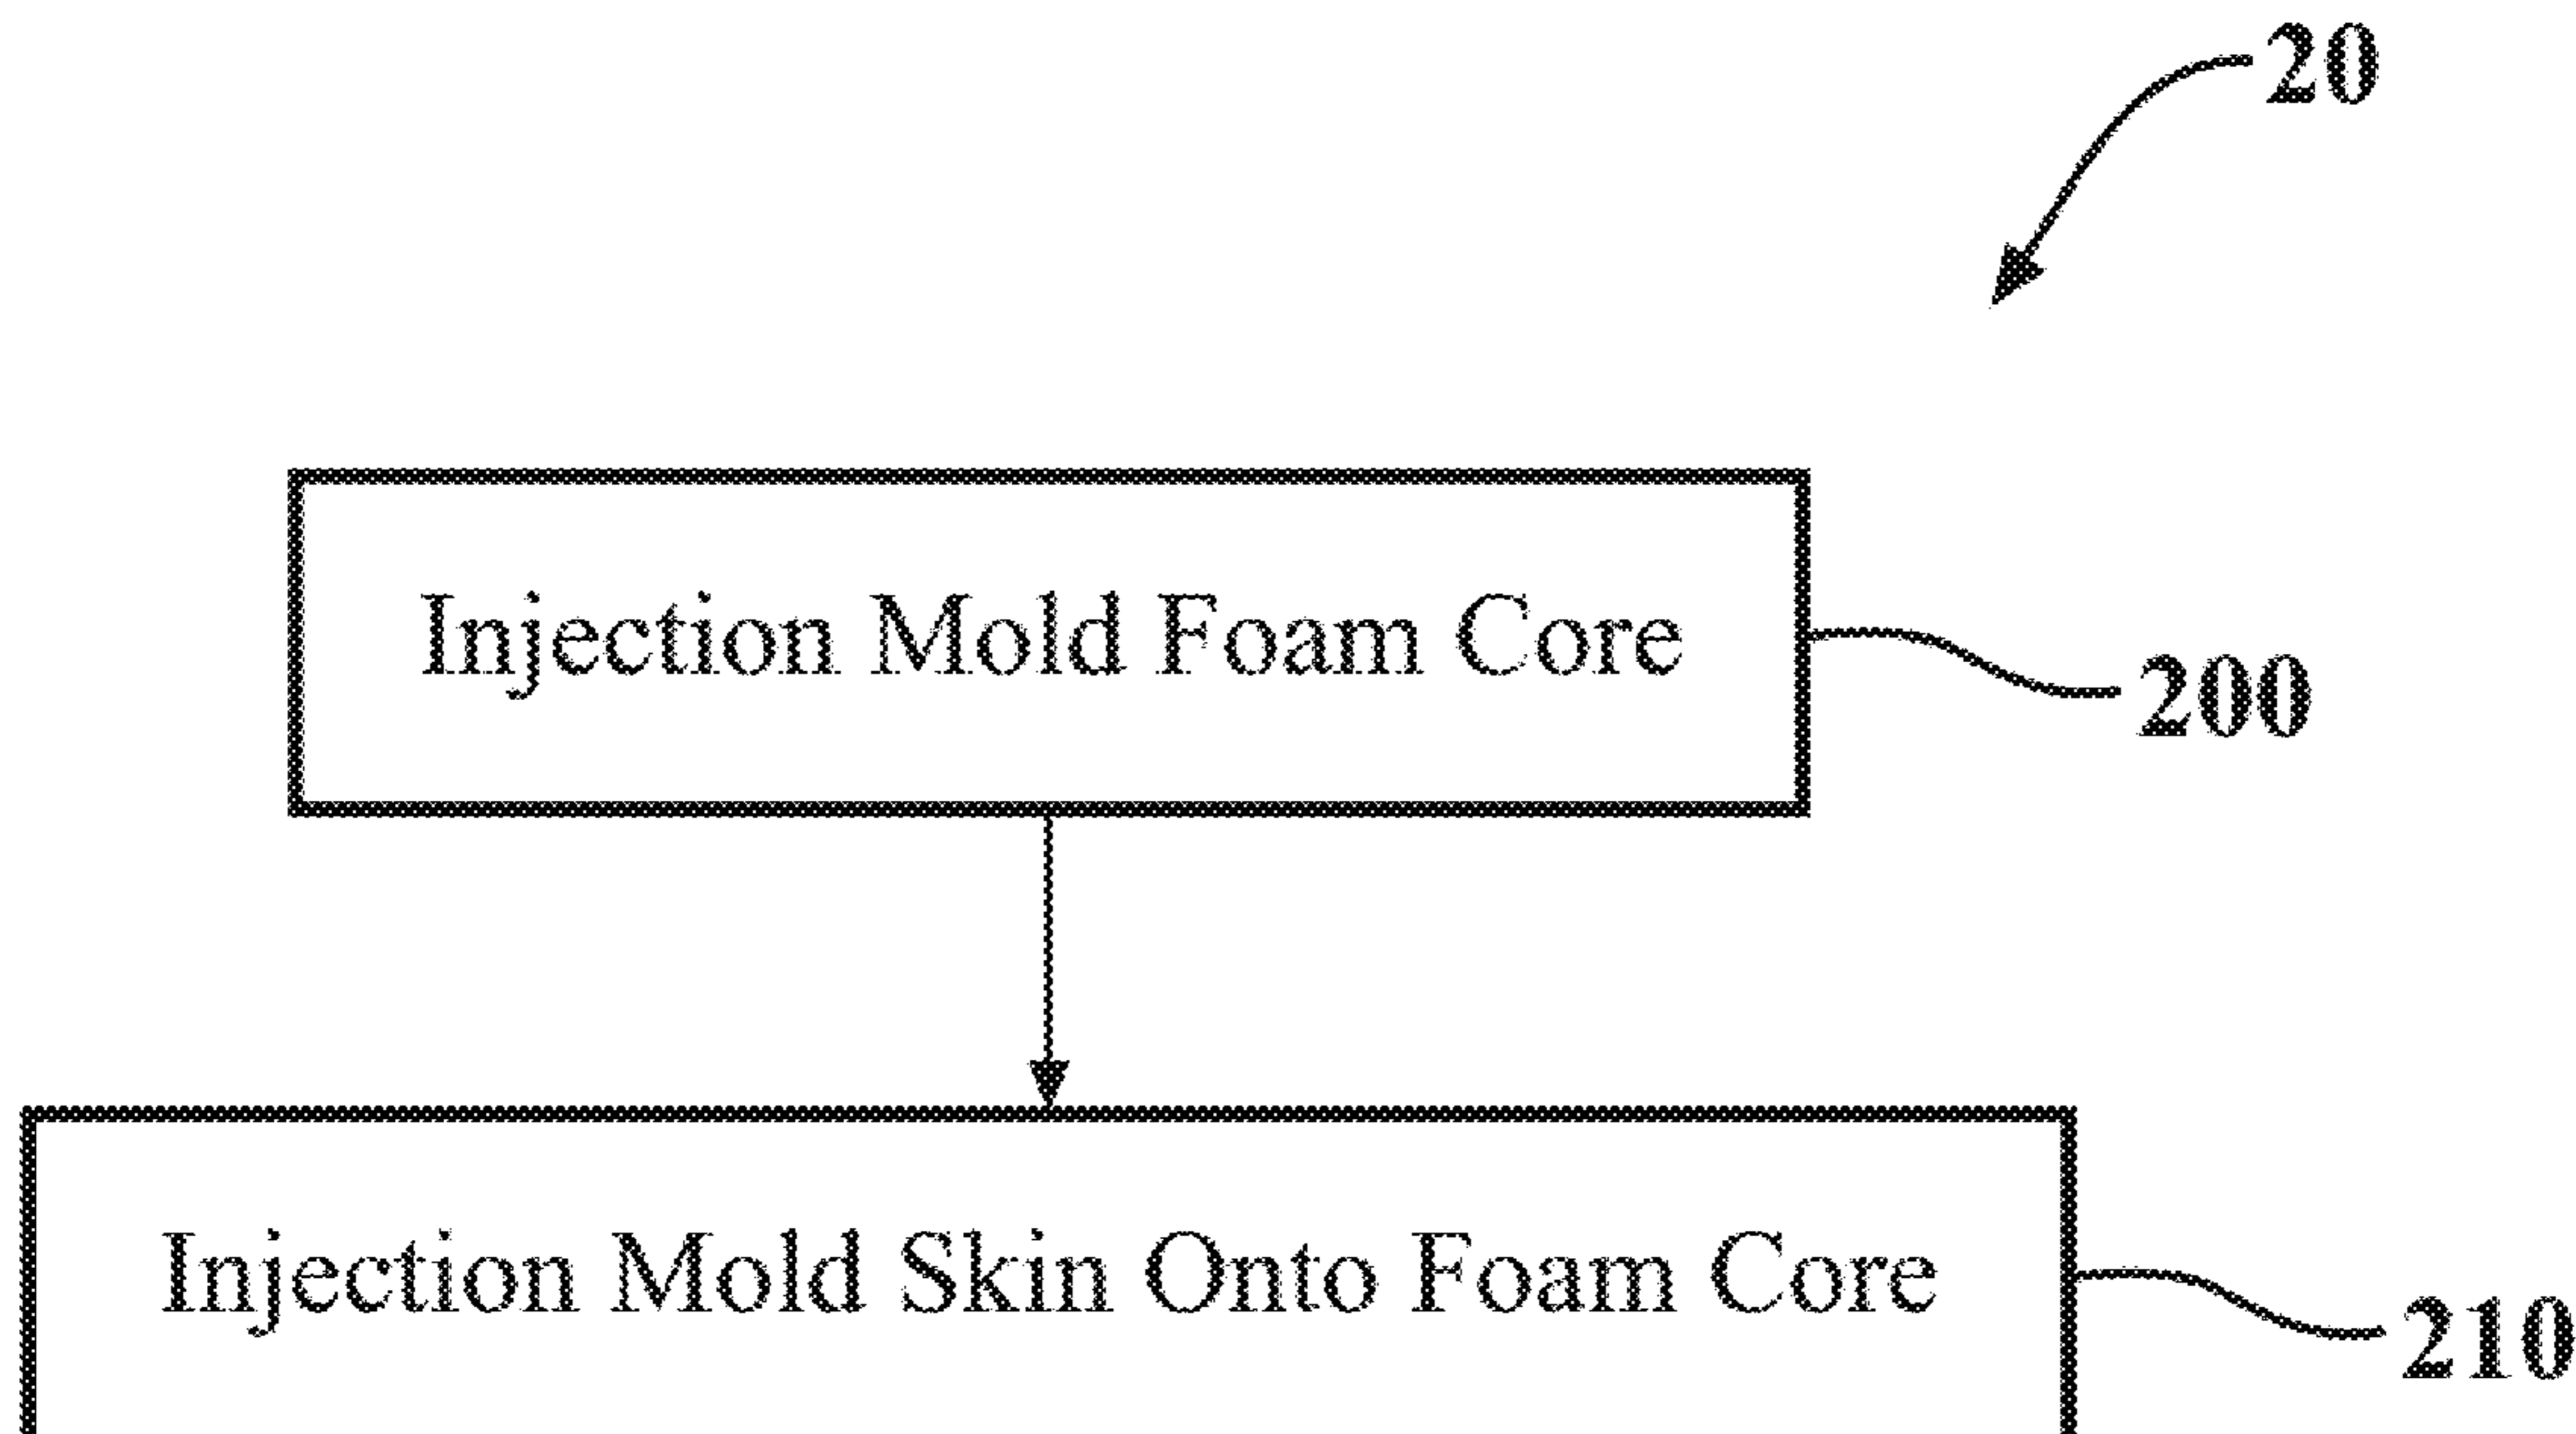 20
Injection Mold Foam Core
200
Injection Mold Skin Onto Foam Core
210